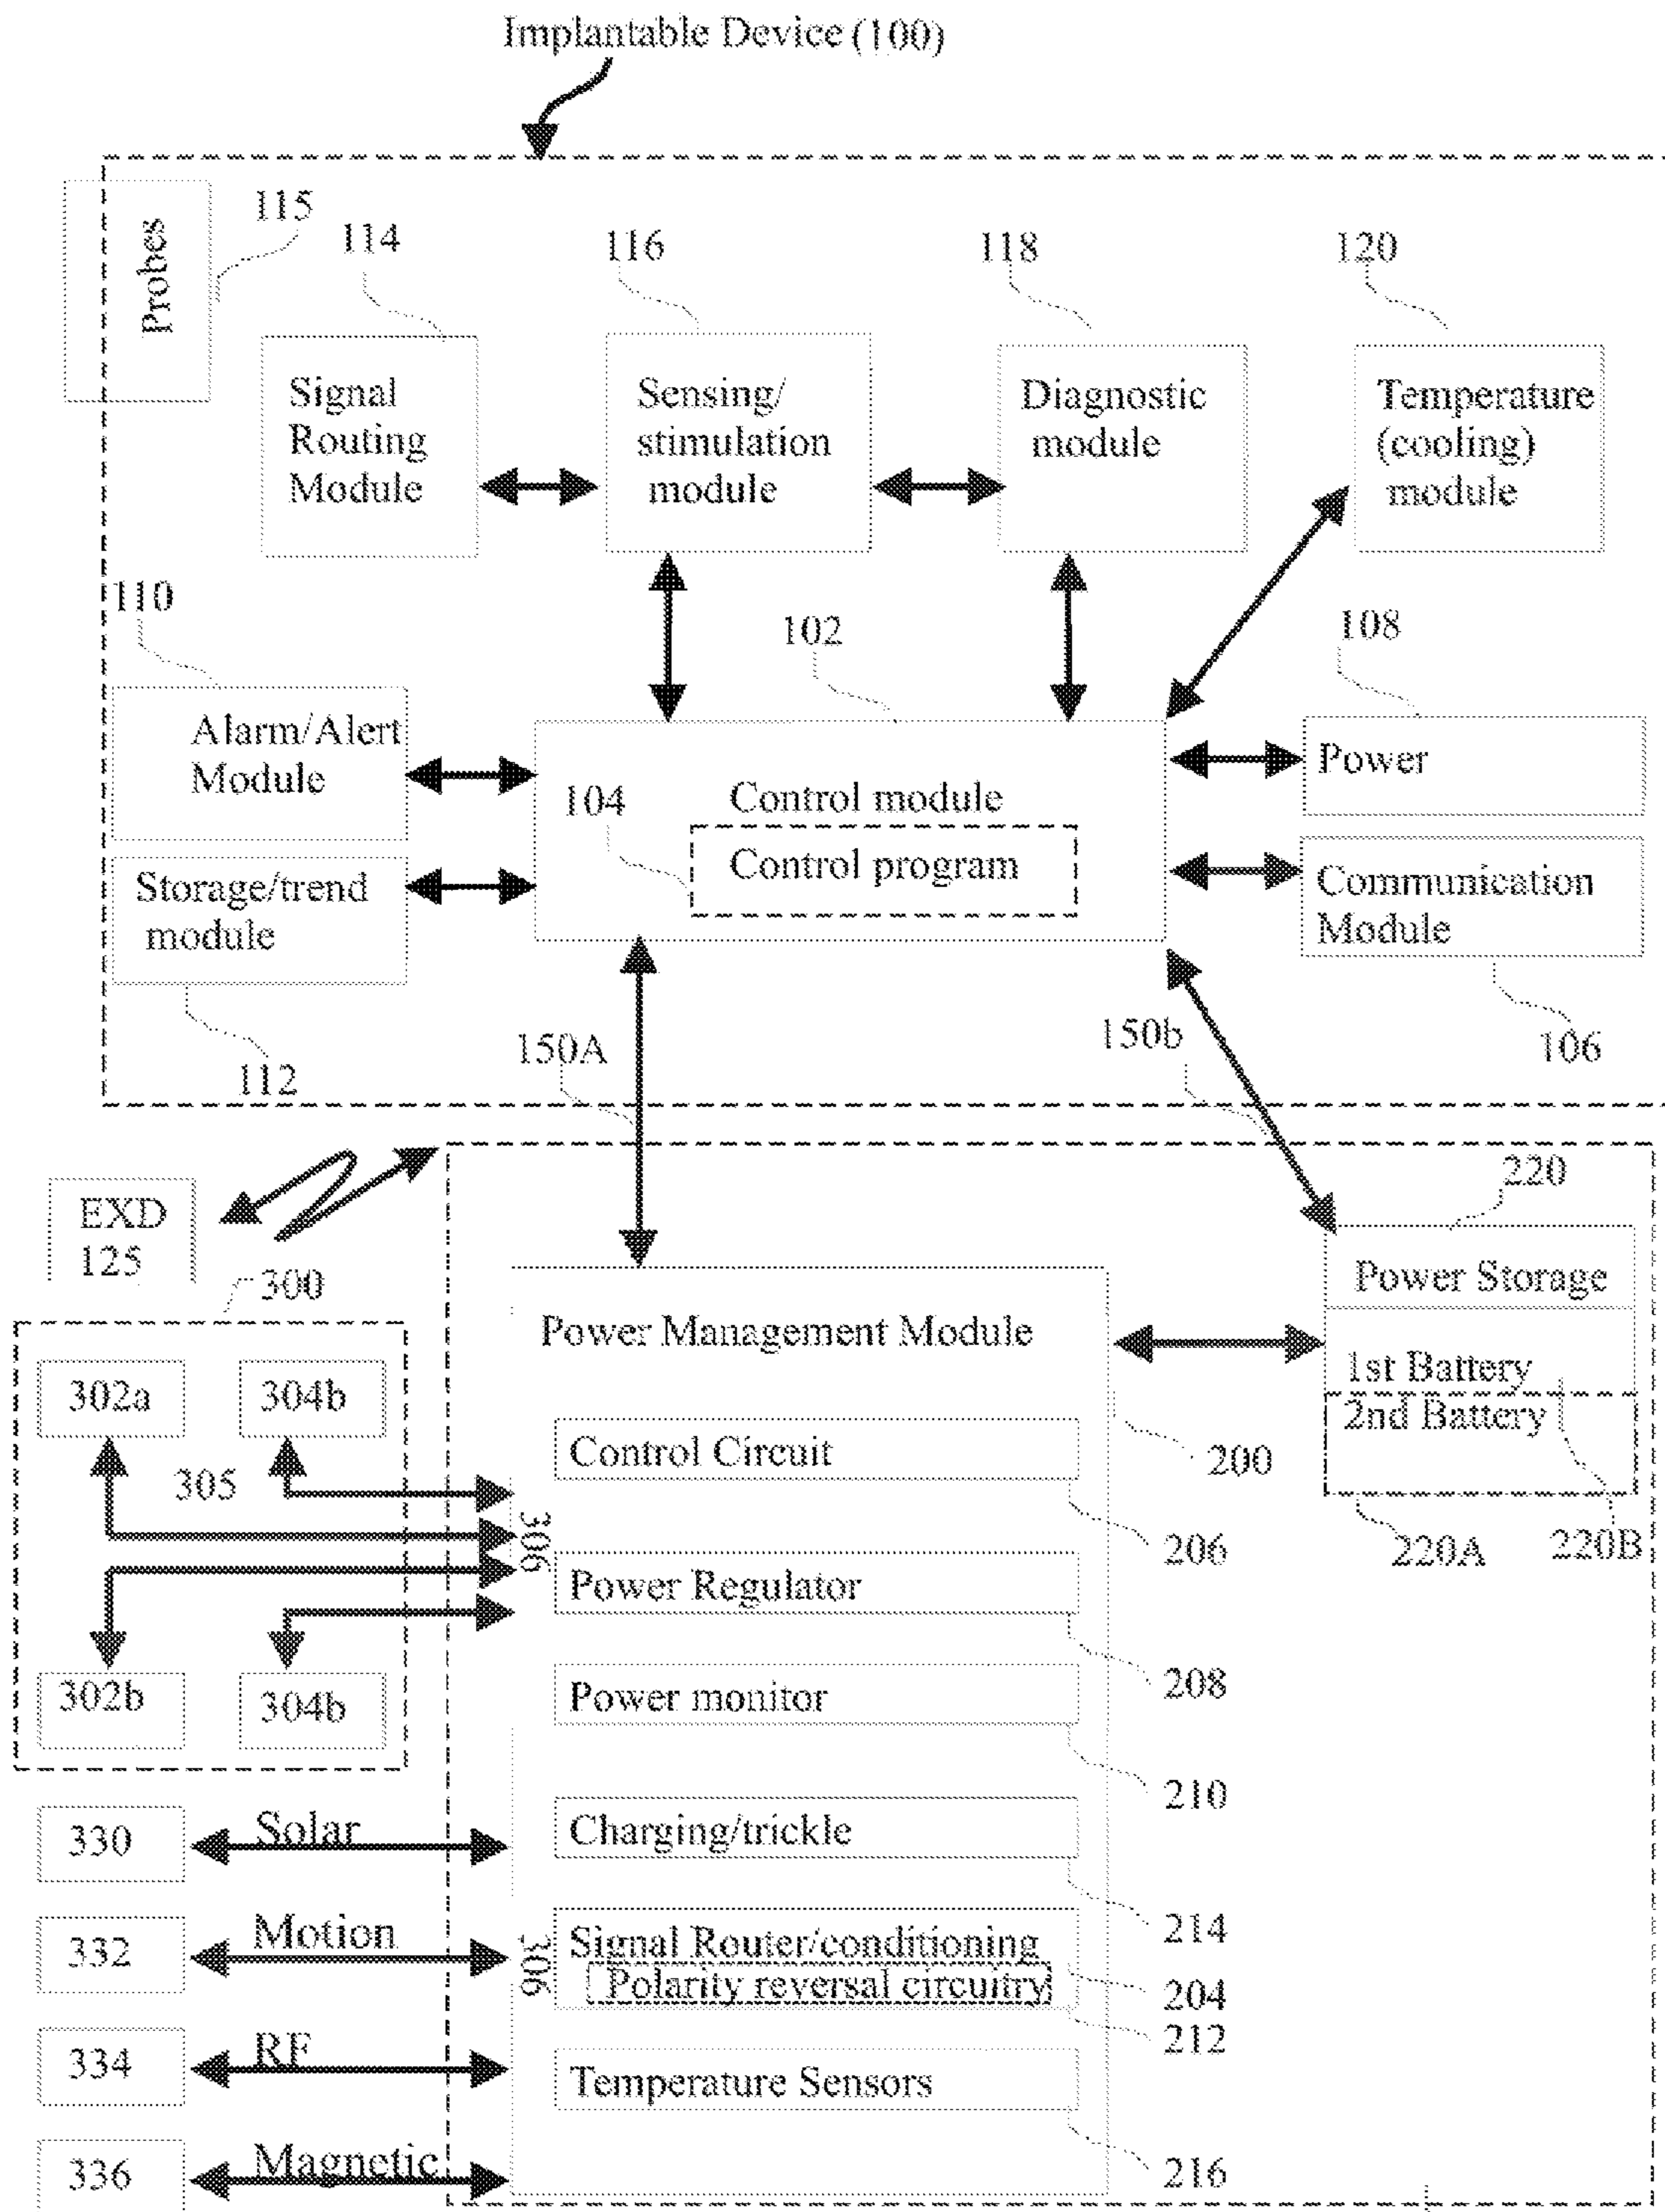 Implantable Device (100)
115
Probes
114
116
118
120
Signal
Routing
Module
Sensing/
stimulation
module
Diagnostic
module
Temperature
(cooling)
module
110
102
108
Alarm/Alert
Module
104
Control module
Control program
Power
Storage/trend
module
Communication
Module
112
150A
150b
106
EXD
125
220
300
Power Storage
1st Battery
2nd Battery
220A
220B
302a
304b
305
306
302b
304b
Power Management Module
200
Control Circuit
206
Power Regulator
208
Power monitor
210
Charging/trickle
214
Signal Router/conditioning
Polarity reversal circuitry
204
212
306
Temperature Sensors
216
330
Solar
332
Motion
334
RF
336
Magnetic